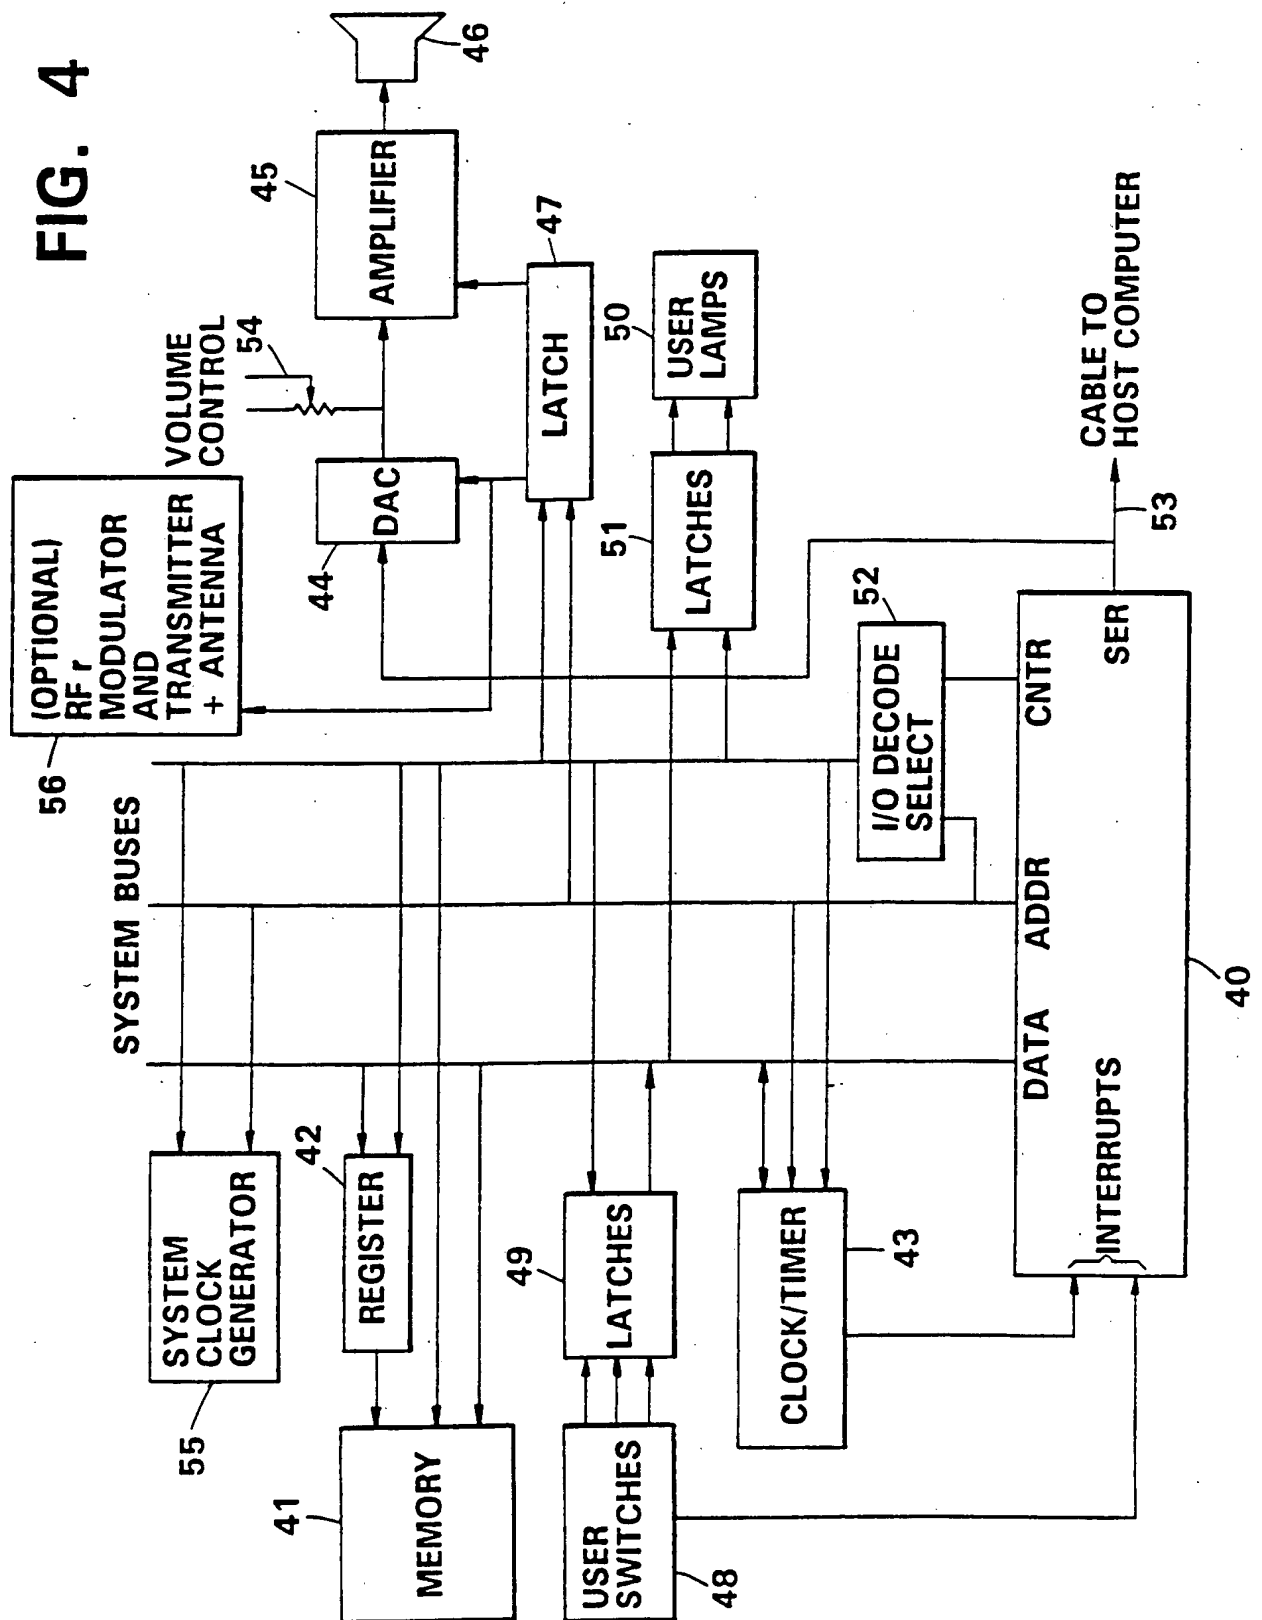 FIG. 4
56
(OPTIONAL)
RF r
MODULATOR
AND
TRANSMITTER
+ ANTENNA
VOLUME
CONTROL
54
45
46
AMPLIFIER
44
DAC
47
LATCH
50
USER
LAMPS
51
LATCHES
CABLE TO
HOST COMPUTER
53
52
I/O DECODE
SELECT
SYSTEM BUSES
55
SYSTEM
CLOCK
GENERATOR
42
REGISTER
41
MEMORY
49
LATCHES
48
USER
SWITCHES
43
CLOCK/TIMER
DATA
ADDR
CNTR
SER
INTERRUPTS
40